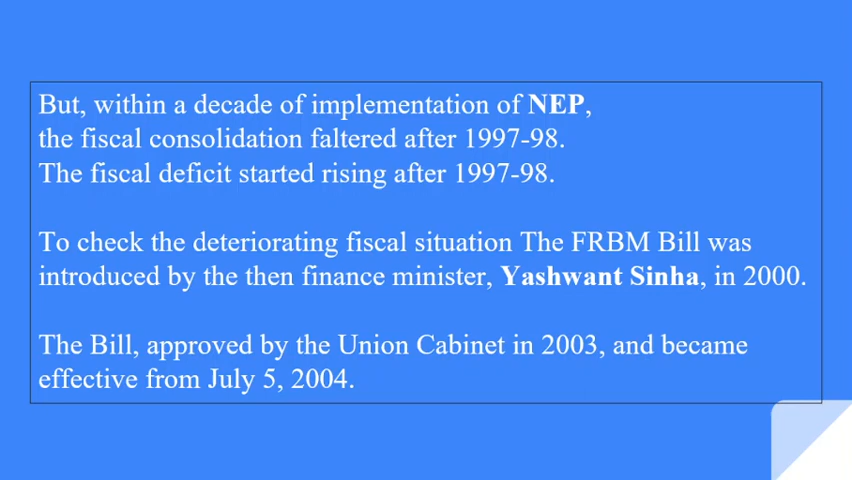 But, within a decade of implementation of NEP,
the fiscal consolidation faltered after 1997-98.
The fiscal deficit started rising after 1997-98.
To check the deteriorating fiscal situation The FRBM Bill was
introduced by the then finance minister, Yashwant Sinha, in 2000.
The Bill, approved by the Union Cabinet in 2003, and became
effective from July 5, 2004.